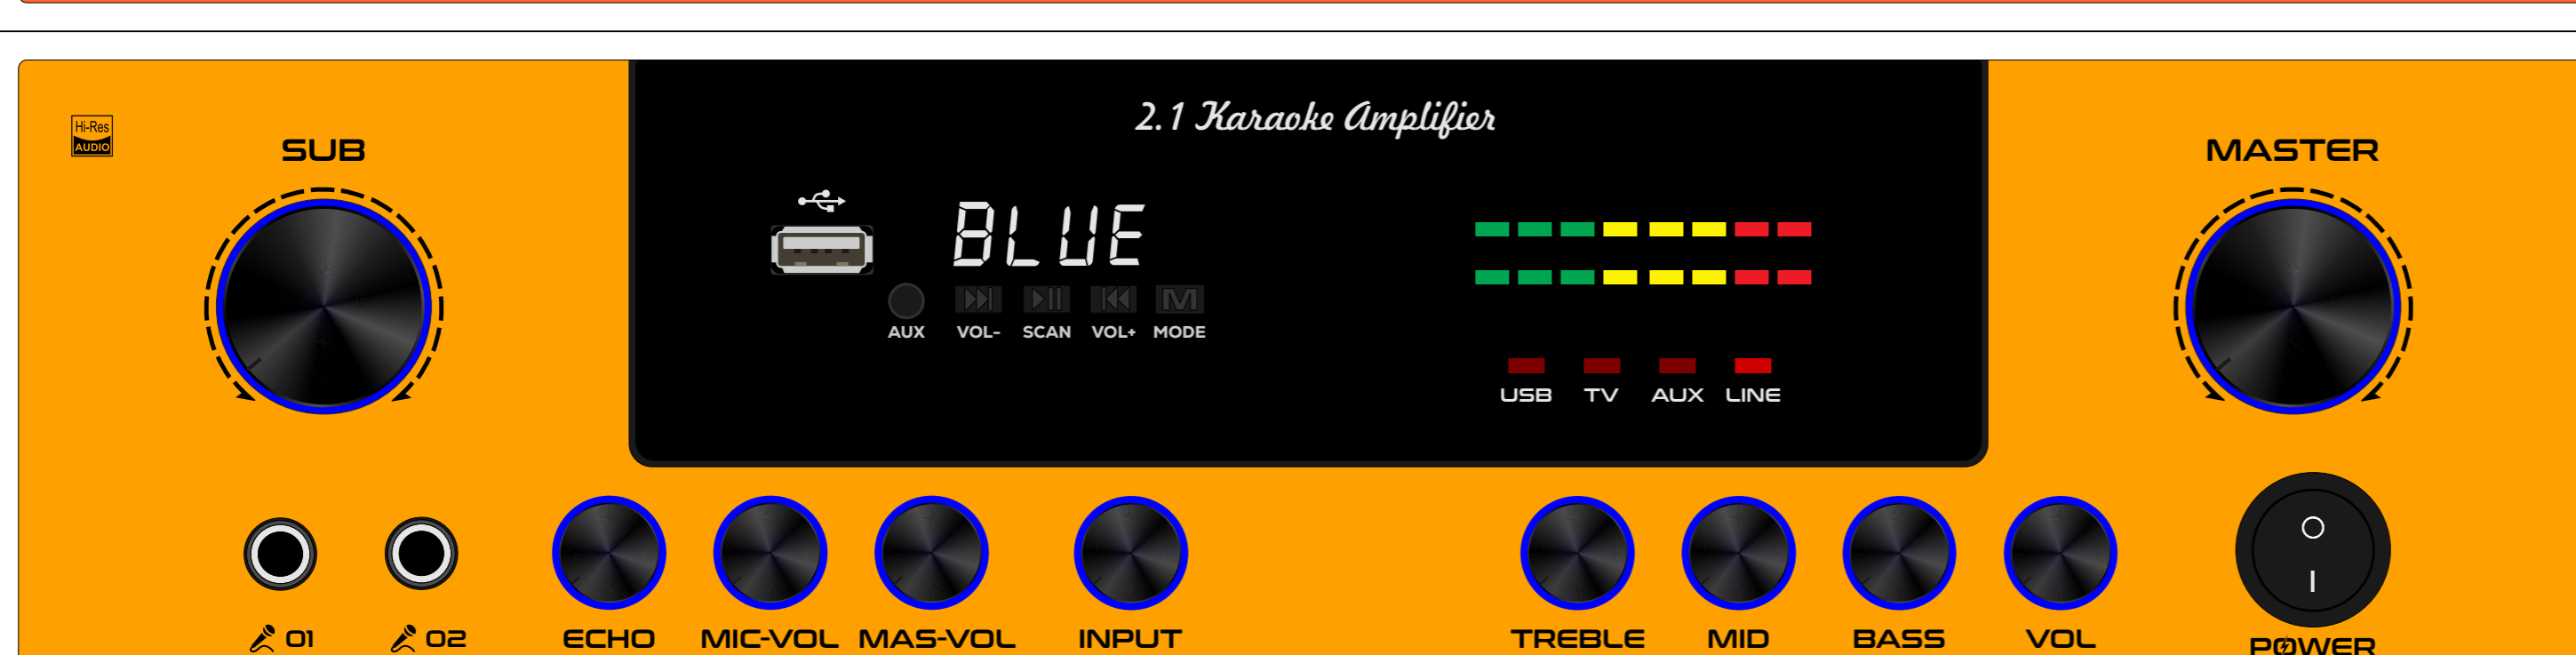 2.1 Karaoke Amplifier
Hi-Res
AUDIO
SUB
MASTER
BLUE
M
AUX VOL- SCAN VOL+ MODE
USB TV AUX LINE
01 02 ECHO MIC-VOL MAS-VOL INPUT TREBLE MID BASS VOL POWER